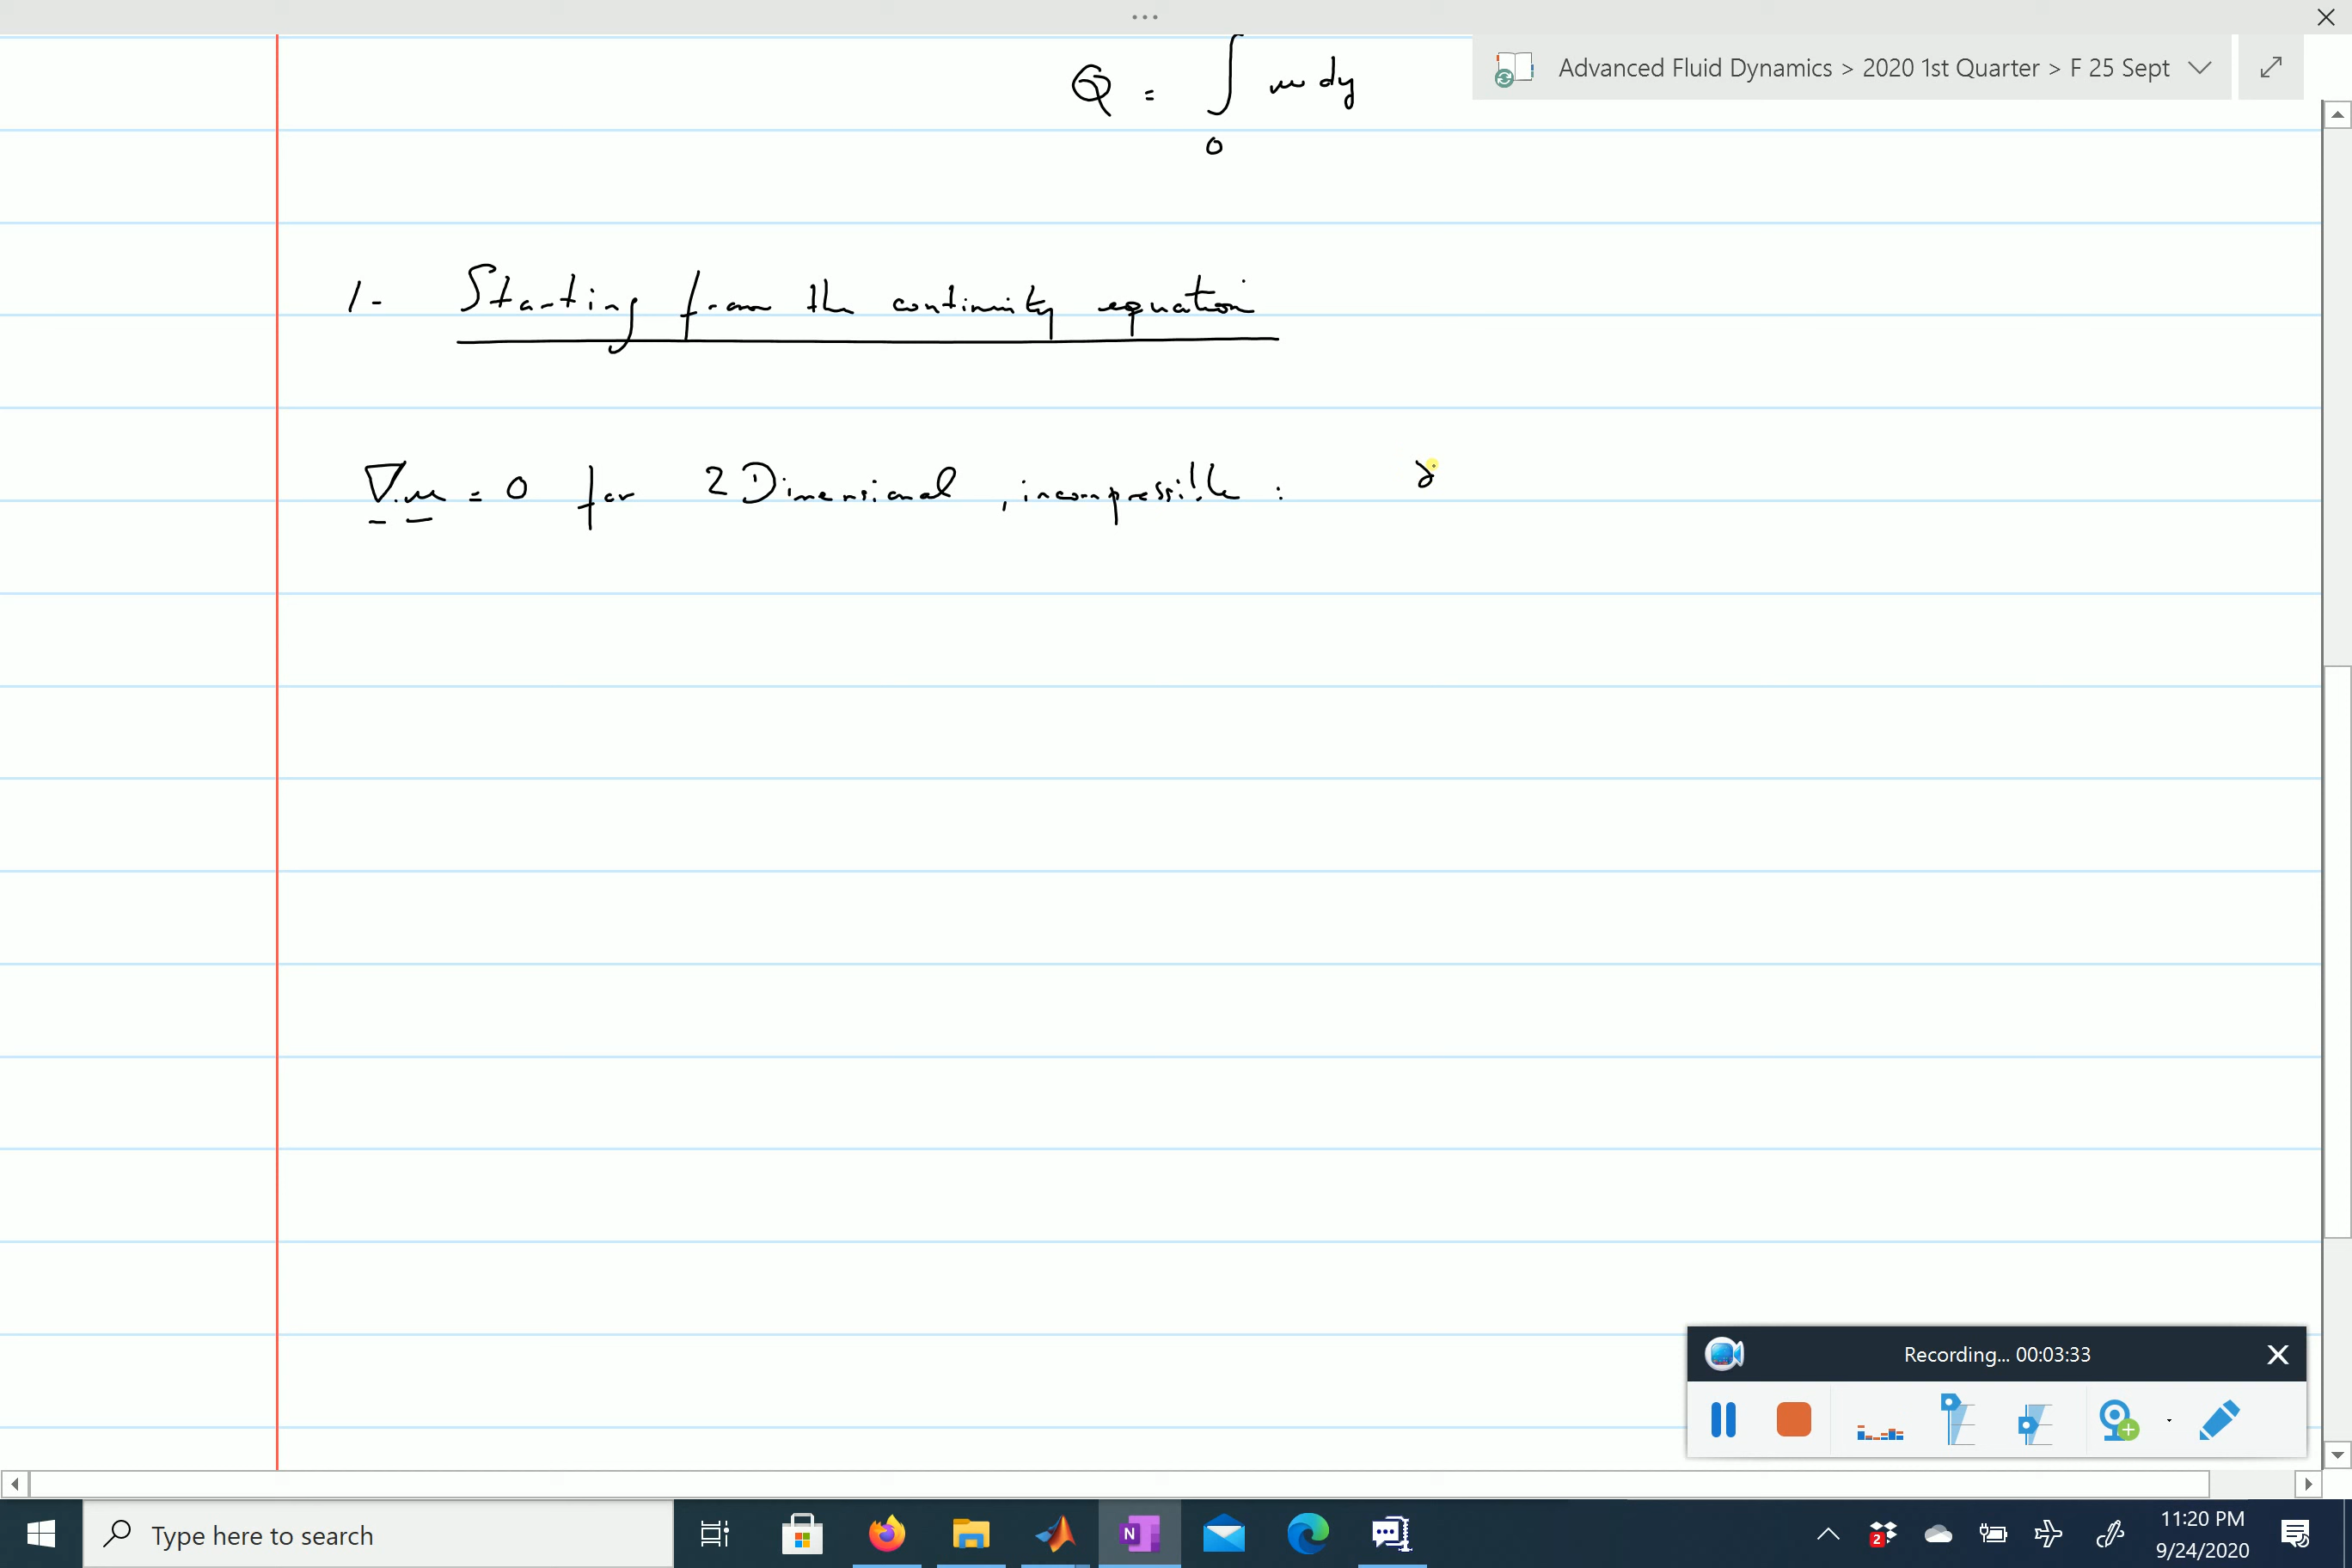 Q = ∫ u dy
0
Advanced Fluid Dynamics > 2020 1st Quarter > F 25 Sept
1- Starting from the continuity equation
∇.u = 0 for 2 Dimensional, incompressible : ∂
Recording... 00:03:33
Type here to search
N
2
11:20 PM
9/24/2020